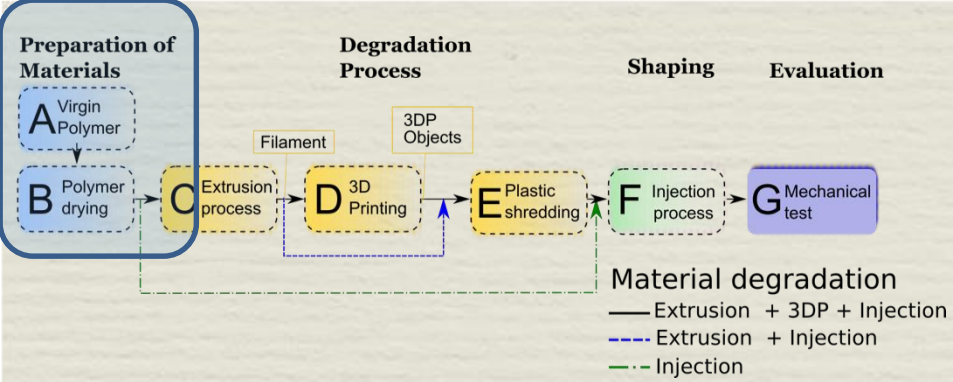 Preparation of
Materials
Degradation
Process
Shaping
Evaluation
A Virgin
Polymer
B Polymer
drying
C Extrusion
process
Filament
D 3D
Printing
3DP
Objects
E Plastic
shredding
F Injection
process
G Mechanical
test
Material degradation
Extrusion + 3DP + Injection
Extrusion + Injection
Injection